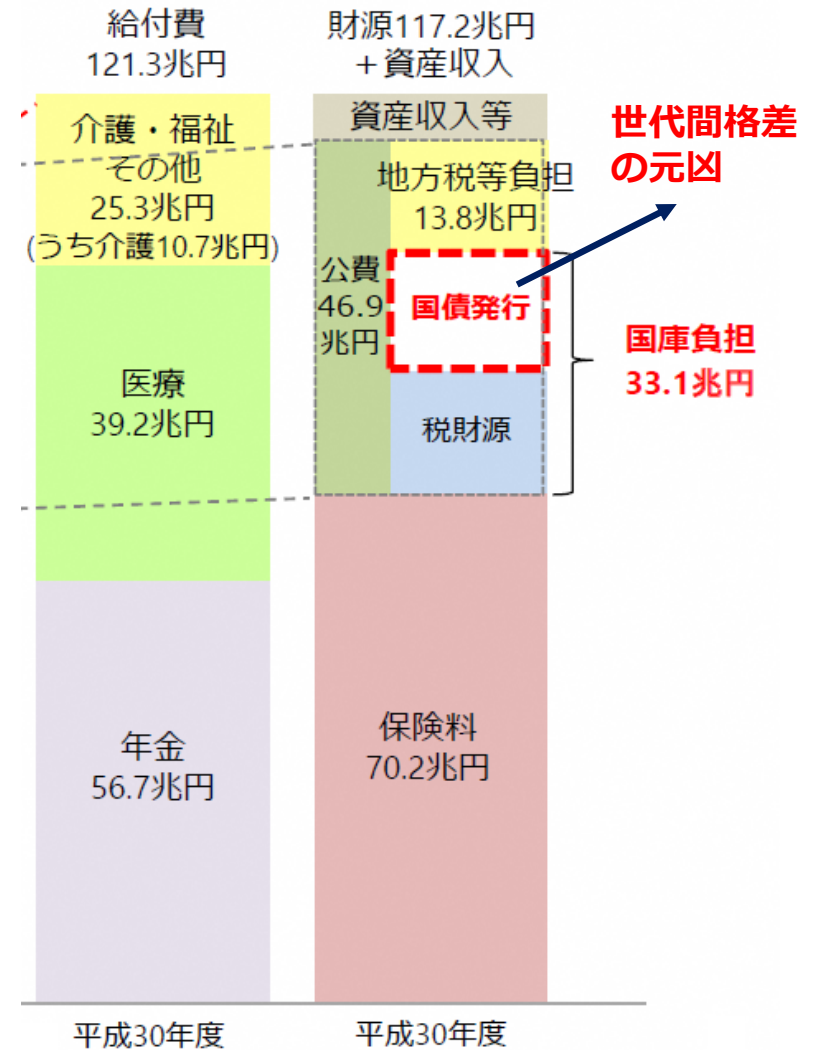 給付費
121.3兆円
介護・福祉
その他
25.3兆円
(うち介護10.7兆円)
医療
39.2兆円
年金
56.7兆円
平成30年度
財源117.2兆円
＋資産収入
資産収入等
地方税等負担
13.8兆円
公費
46.9
兆円
国債発行
税財源
保険料
70.2兆円
平成30年度
世代間格差
の元凶
国庫負担
33.1兆円